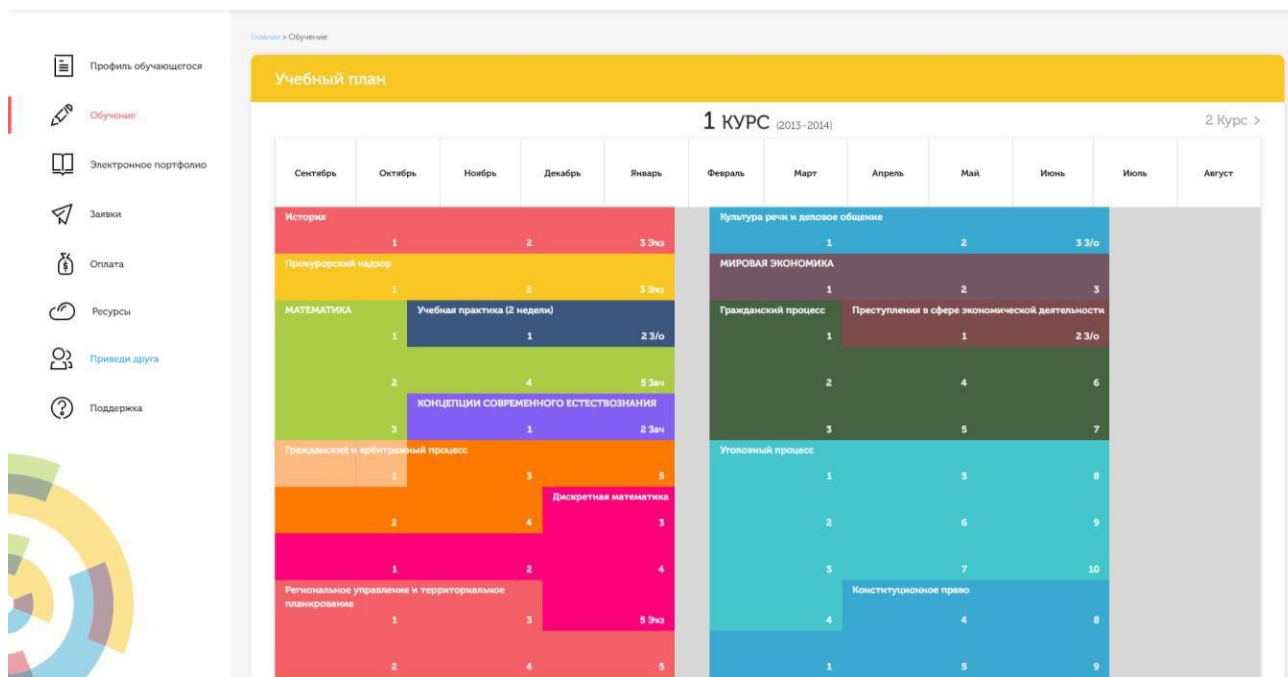 Главная > Обучение
Профиль обучающегося
Обучение
Электронное портфолио
Заявки
Оплата
Ресурсы
Приведи друга
Поддержка
Учебный план
1 КУРС (2013-2014)
2 Курс >
Сентябрь Октябрь Ноябрь Декабрь Январь Февраль Март Апрель Май Июнь Июль Август
История
1 2 3 Экз
Прокурорский надзор
1 2 3 Экз
МАТЕМАТИКА Учебная практика (2 недели)
1 1 2 З/о
2 4 5 Зач
КОНЦЕПЦИИ СОВРЕМЕННОГО ЕСТЕСТВОЗНАНИЯ
3 1 2 Зач
Гражданский и арбитражный процесс
1 3 5
Дискретная математика
2 4 3
1 2 4
Региональное управление и территориальное
планирование
1 3 5 Экз
2 4 5
Культура речи и деловое общение
1 2 3 З/о
МИРОВАЯ ЭКОНОМИКА
1 2 3
Гражданский процесс Преступления в сфере экономической деятельности
1 1 2 З/о
2 4 6
3 5 7
Уголовный процесс
1 5 8
2 6 9
3 7 10
Конституционное право
4 4 8
1 5 9